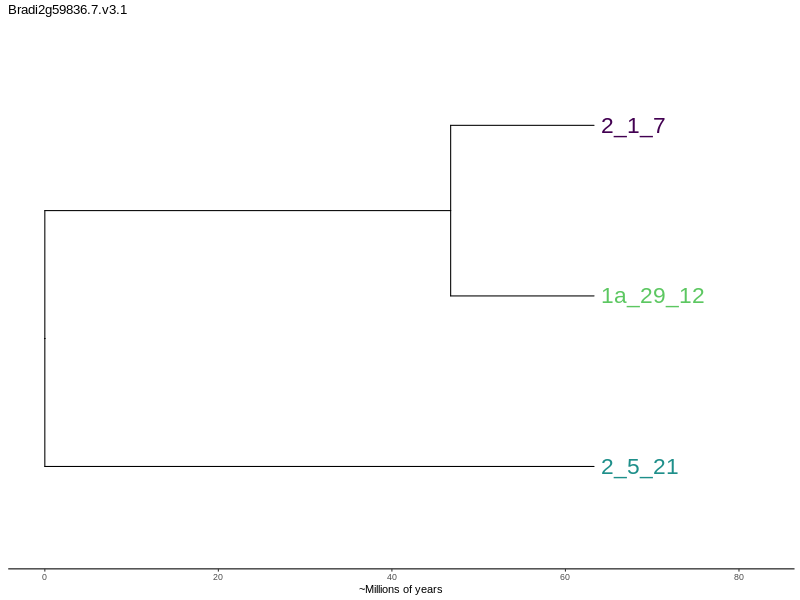 Bradi2g59836.7.v3.1
2_1_7
1a_29_12
2_5_21
0 20 40 60 80
~Millions of years